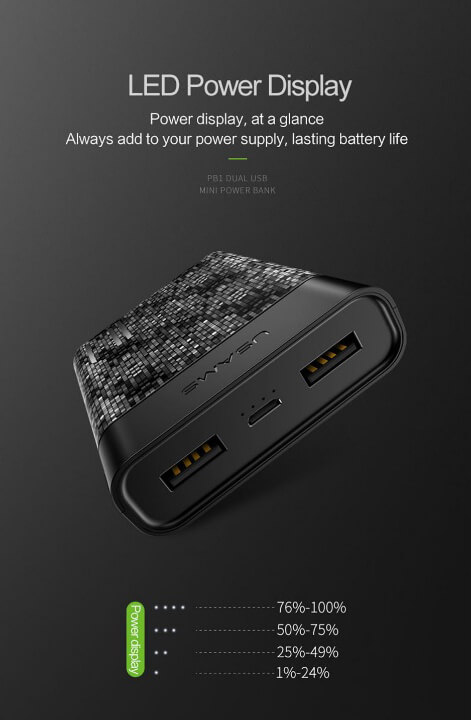 LED Power Display
Power display, at a glance
Always add to your power supply, lasting battery life
PB1 DUAL USB
MINI POWER BANK
USAMS
Power display
76%-100%
50%-75%
25%-49%
1%-24%